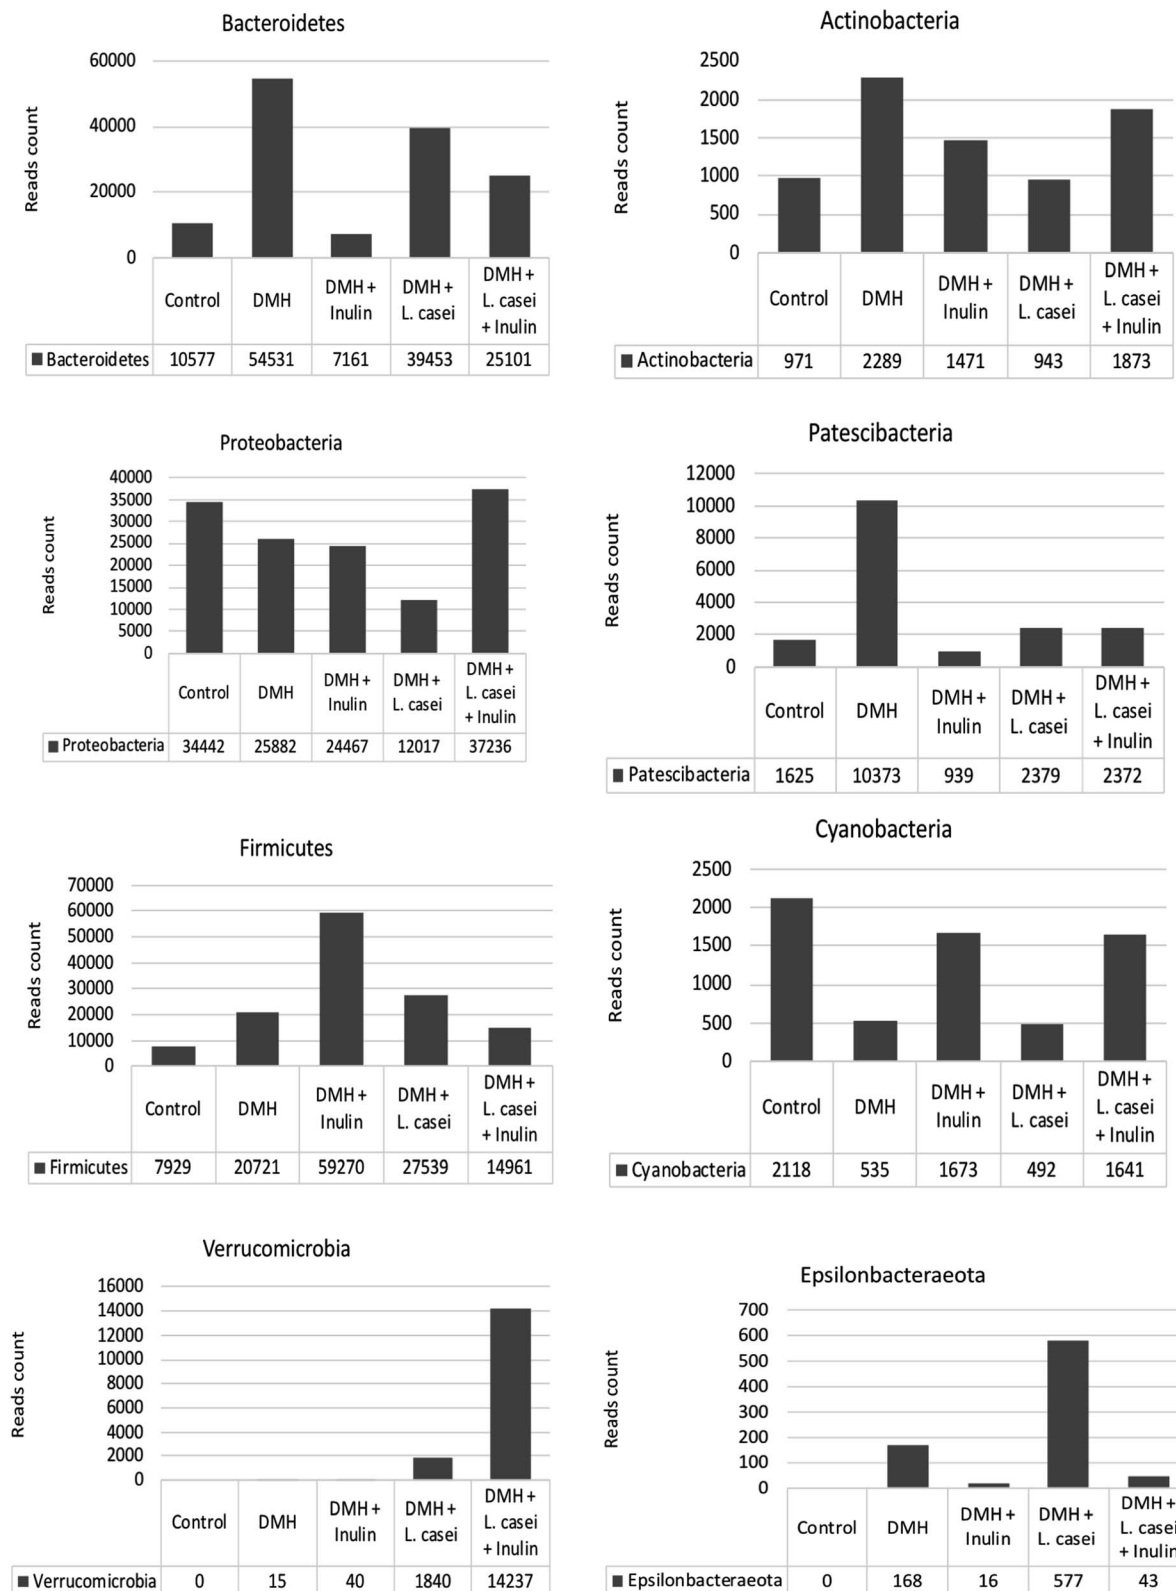 Bacteroidetes
Reads count
60000
40000
20000
0
Control DMH DMH + Inulin DMH + L. casei DMH + L. casei + Inulin
Bacteroidetes 10577 54531 7161 39453 25101
Actinobacteria
Reads count
2500
2000
1500
1000
500
0
Control DMH DMH + Inulin DMH + L. casei DMH + L. casei + Inulin
Actinobacteria 971 2289 1471 943 1873
Proteobacteria
Reads count
40000
35000
30000
25000
20000
15000
10000
5000
0
Control DMH DMH + Inulin DMH + L. casei DMH + L. casei + Inulin
Proteobacteria 34442 25882 24467 12017 37236
Patescibacteria
Reads count
12000
10000
8000
6000
4000
2000
0
Control DMH DMH + Inulin DMH + L. casei DMH + L. casei + Inulin
Patescibacteria 1625 10373 939 2379 2372
Firmicutes
Reads count
70000
60000
50000
40000
30000
20000
10000
0
Control DMH DMH + Inulin DMH + L. casei DMH + L. casei + Inulin
Firmicutes 7929 20721 59270 27539 14961
Cyanobacteria
Reads count
2500
2000
1500
1000
500
0
Control DMH DMH + Inulin DMH + L. casei DMH + L. casei + Inulin
Cyanobacteria 2118 535 1673 492 1641
Verrucomicrobia
Reads count
16000
14000
12000
10000
8000
6000
4000
2000
0
Control DMH DMH + Inulin DMH + L. casei DMH + L. casei + Inulin
Verrucomicrobia 0 15 40 1840 14237
Epsilonbacteraeota
Reads count
700
600
500
400
300
200
100
0
Control DMH DMH + Inulin DMH + L. casei DMH + L. casei + Inulin
Epsilonbacteraeota 0 168 16 577 43